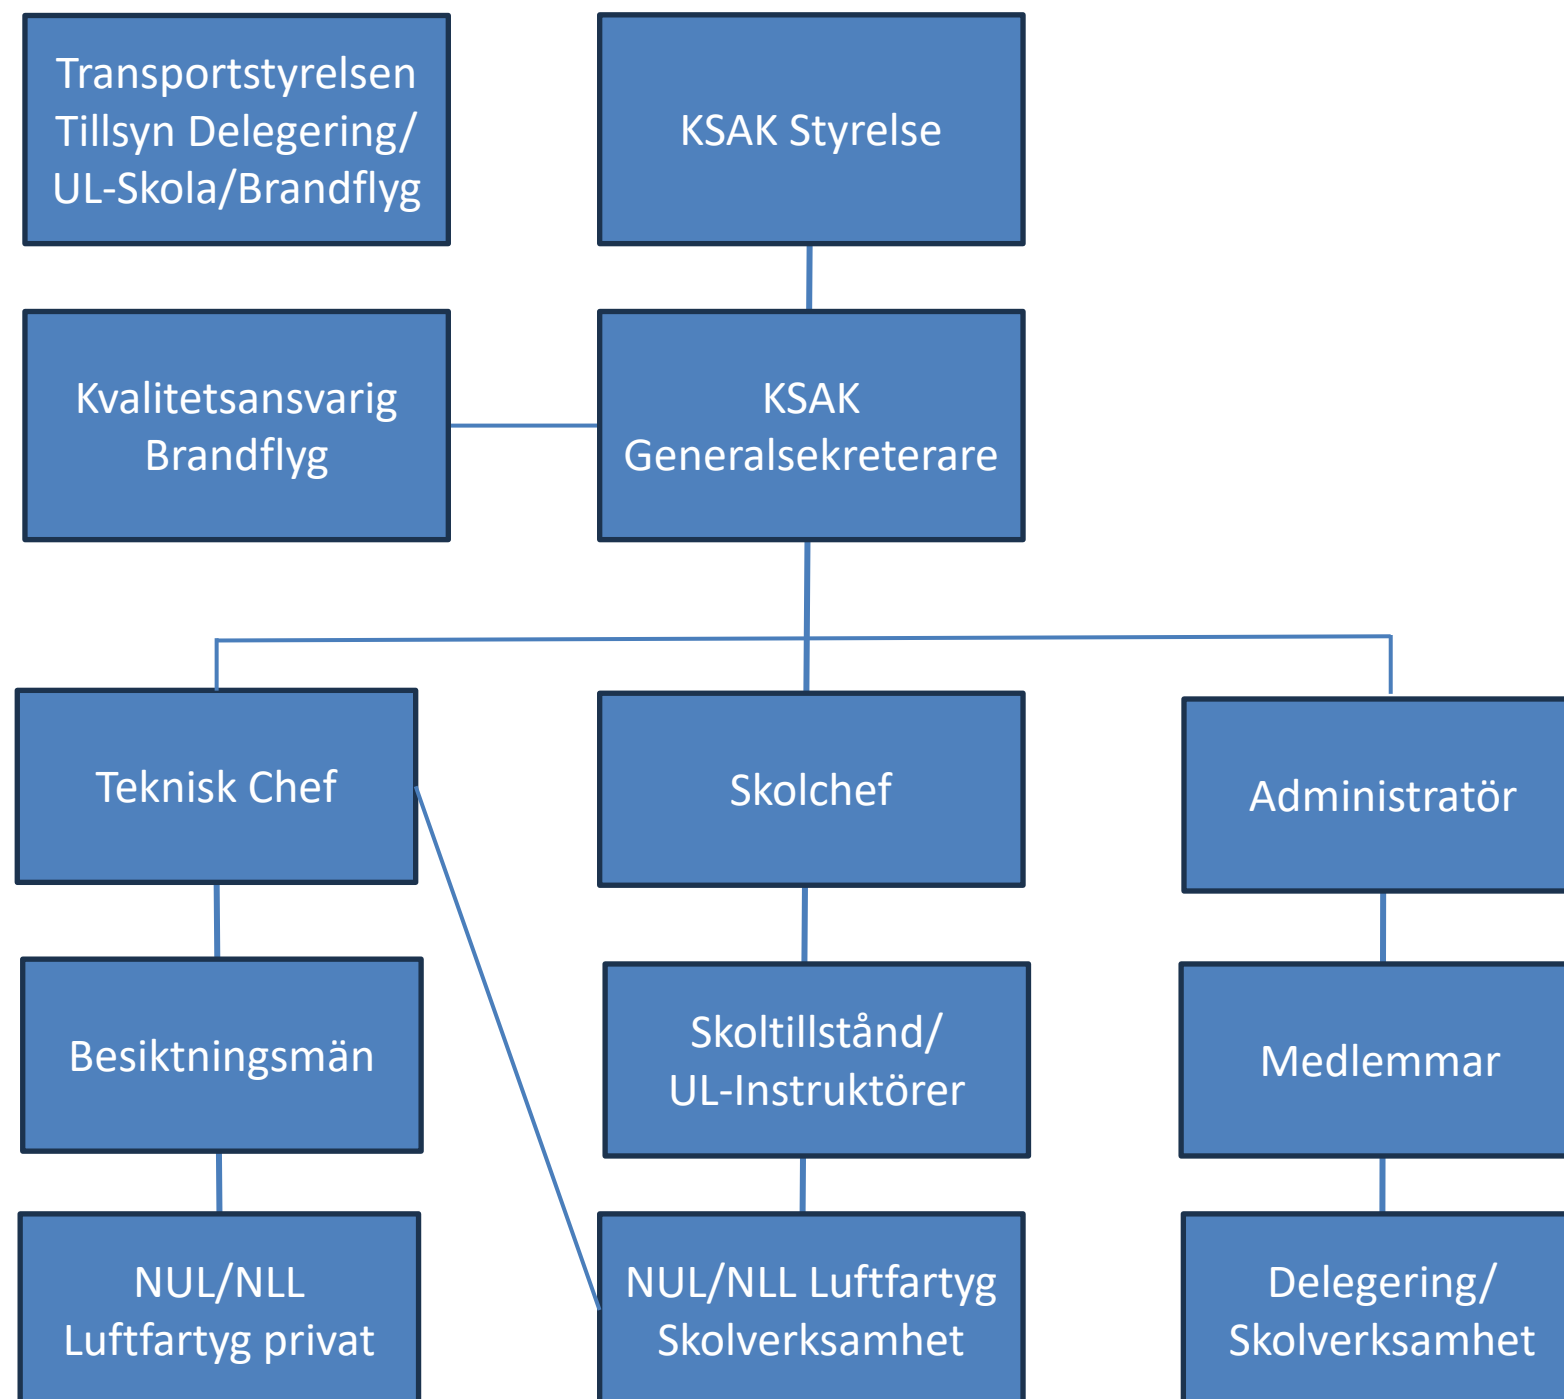 Transportstyrelsen
Tillsyn Delegering/
UL-Skola/Brandflyg
KSAK Styrelse
Kvalitetsansvarig
Brandflyg
KSAK
Generalsekreterare
Teknisk Chef
Skolchef
Administratör
Besiktningsmän
Skoltillstånd/
UL-Instruktörer
Medlemmar
NUL/NLL
Luftfartyg privat
NUL/NLL Luftfartyg
Skolverksamhet
Delegering/
Skolverksamhet